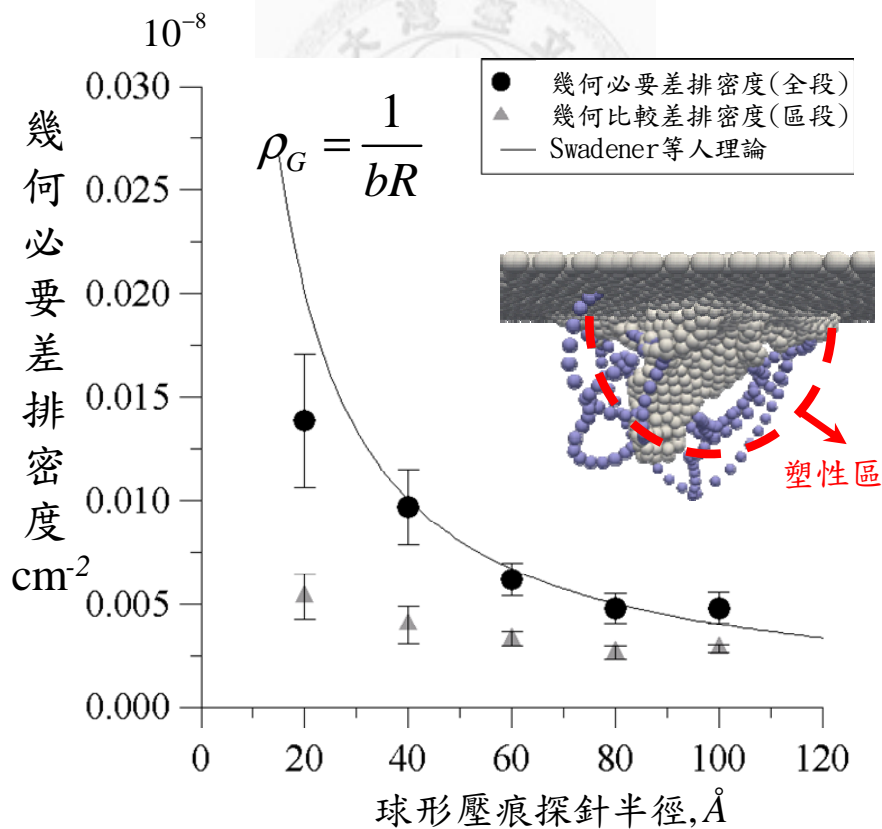 大灣立
10⁻⁸
幾何必要差排密度(全段)
幾何比較差排密度(區段)
Swadener等人理論
ρ_G = 1/bR
幾何必要差排密度
cm⁻²
0.030
0.025
0.020
0.015
0.010
0.005
0.000
塑性區
0 20 40 60 80 100 120
球形壓痕探針半徑,Å